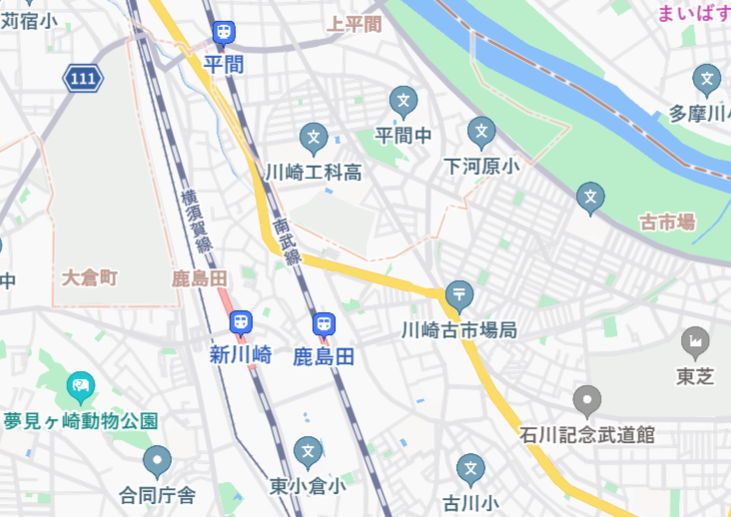 まいばす
苅宿小
上平間
平間
111
多摩川小
平間中
下河原小
川崎工科高
横須賀線
南武線
古市場
中
大倉町
鹿島田
川崎古市場局
新川崎
鹿島田
東芝
夢見ヶ崎動物公園
石川記念武道館
合同庁舎
東小倉小
古川小